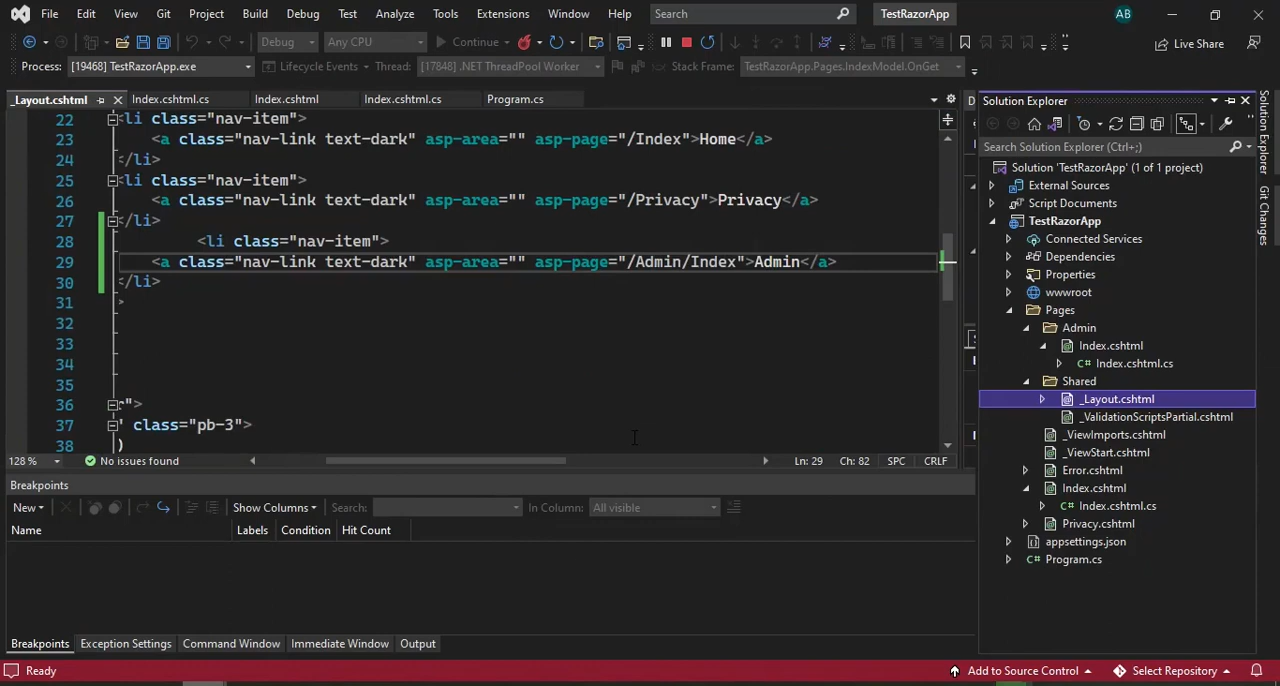 File Edit View Git Project Build Debug Test Analyze Tools Extensions Window Help Search TestRazorApp AB
Debug Any CPU Continue Live Share
Process: [19468] TestRazorApp.exe Lifecycle Events Thread: [17848] .NET ThreadPool Worker Stack Frame: TestRazorApp.Pages.IndexModel.OnGet
_Layout.cshtml Index.cshtml.cs Index.cshtml Index.cshtml.cs Program.cs
22 <li class="nav-item">
23 <a class="nav-link text-dark" asp-area="" asp-page="/Index">Home</a>
24 </li>
25 <li class="nav-item">
26 <a class="nav-link text-dark" asp-area="" asp-page="/Privacy">Privacy</a>
27 </li>
28 <li class="nav-item">
29 <a class="nav-link text-dark" asp-area="" asp-page="/Admin/Index">Admin</a>
30 </li>
31 >
32
33
34
35
36 r">
37 " class="pb-3">
38 )
128 % No issues found Ln: 29 Ch: 82 SPC CRLF
Breakpoints
New Show Columns Search: In Column: All visible
Name Labels Condition Hit Count
Breakpoints Exception Settings Command Window Immediate Window Output
Solution Explorer
Search Solution Explorer (Ctrl+;)
Solution 'TestRazorApp' (1 of 1 project)
External Sources
Script Documents
TestRazorApp
Connected Services
Dependencies
Properties
wwwroot
Pages
Admin
Index.cshtml
C# Index.cshtml.cs
Shared
_Layout.cshtml
_ValidationScriptsPartial.cshtml
_ViewImports.cshtml
_ViewStart.cshtml
Error.cshtml
Index.cshtml
C# Index.cshtml.cs
Privacy.cshtml
appsettings.json
C# Program.cs
Solution Explorer
Git Changes
Ready Add to Source Control Select Repository